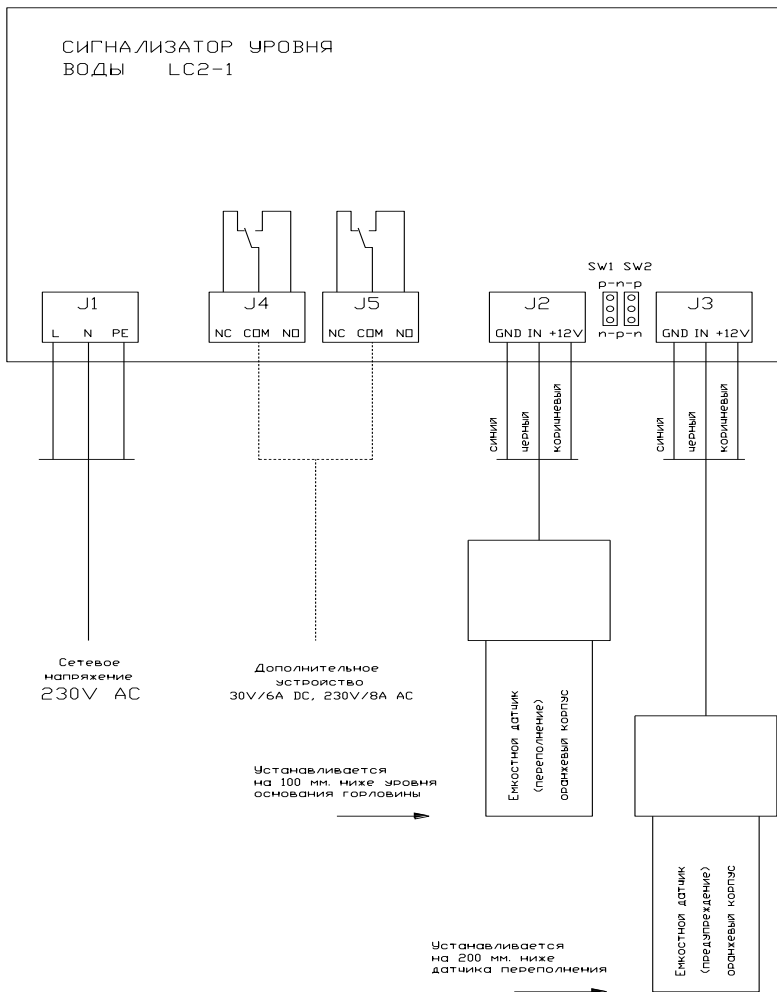 СИГНАЛИЗАТОР УРОВНЯ
ВОДЫ LC2-1
SW1 SW2
p-n-p
n-p-n
J1
L N PE
J4
NC COM NO
J5
NC COM NO
J2
GND IN +12V
J3
GND IN +12V
синий
черный
коричневый
синий
черный
коричневый
Сетевое
напряжение
230V AC
Дополнительное
устройство
30V/6A DC, 230V/8A AC
Емкостной датчик
(переполнение)
оранжевый корпус
Устанавливается
на 100 мм. ниже уровня
основания горловины
Емкостной датчик
(предупреждение)
оранжевый корпус
Устанавливается
на 200 мм. ниже
датчика переполнения